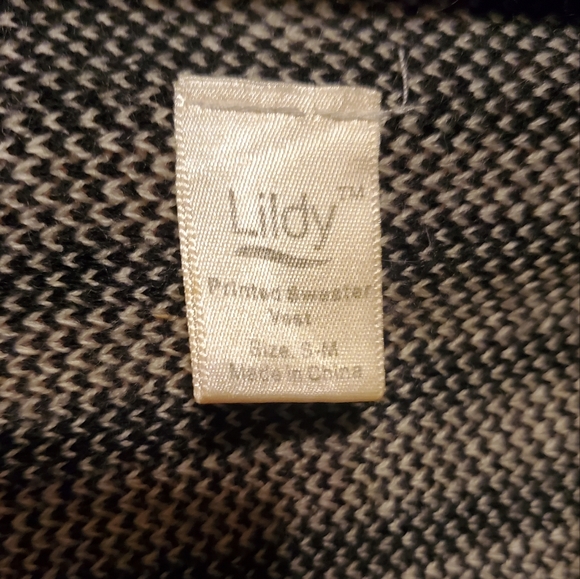 Lildy™
Printed Sweater
Vest
Size: S-M
Made in China